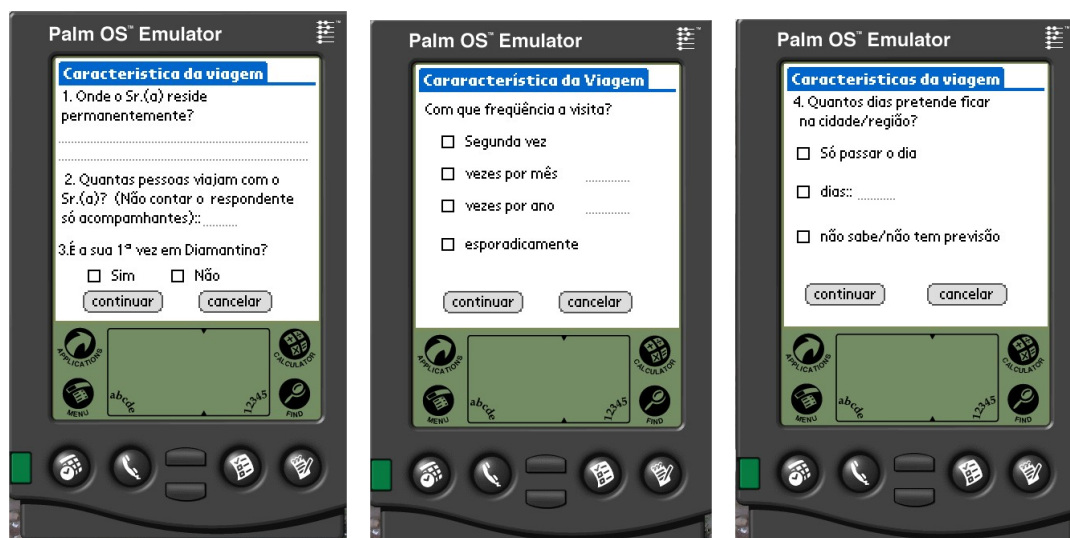 Palm OS™ Emulator
Caracteristica da viagem
1. Onde o Sr.(a) reside
permanentemente?
2. Quantas pessoas viajam com o
Sr.(a)? (Não contar o respondente
só acompamhantes)::
3.É a sua 1ª vez em Diamantina?
Sim Não
continuar cancelar
APPLICATIONS
CALCULATOR
MENU
abcde
12345
FIND
Palm OS™ Emulator
Cararacterística da Viagem
Com que freqüência a visita?
Segunda vez
vezes por mês
vezes por ano
esporadicamente
continuar cancelar
APPLICATIONS
CALCULATOR
MENU
abcde
12345
FIND
Palm OS™ Emulator
Caracteristicas da viagem
4. Quantos dias pretende ficar
na cidade/região?
Só passar o dia
dias::
não sabe/não tem previsão
continuar cancelar
APPLICATIONS
CALCULATOR
MENU
abcde
12345
FIND